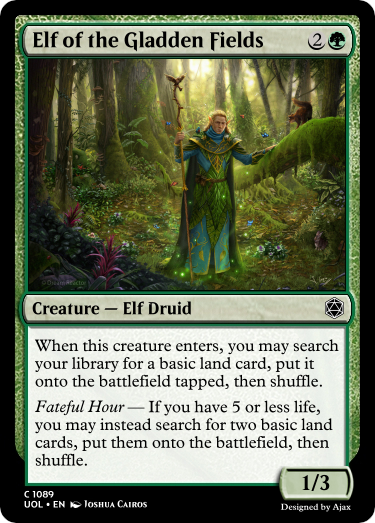 Elf of the Gladden Fields 2
Creature — Elf Druid
When this creature enters, you may search
your library for a basic land card, put it
onto the battlefield tapped, then shuffle.
Fateful Hour — If you have 5 or less life,
you may instead search for two basic land
cards, put them onto the battlefield, then
shuffle.
1/3
C 1089
UOL • EN Joshua Cairos
Designed by Ajax